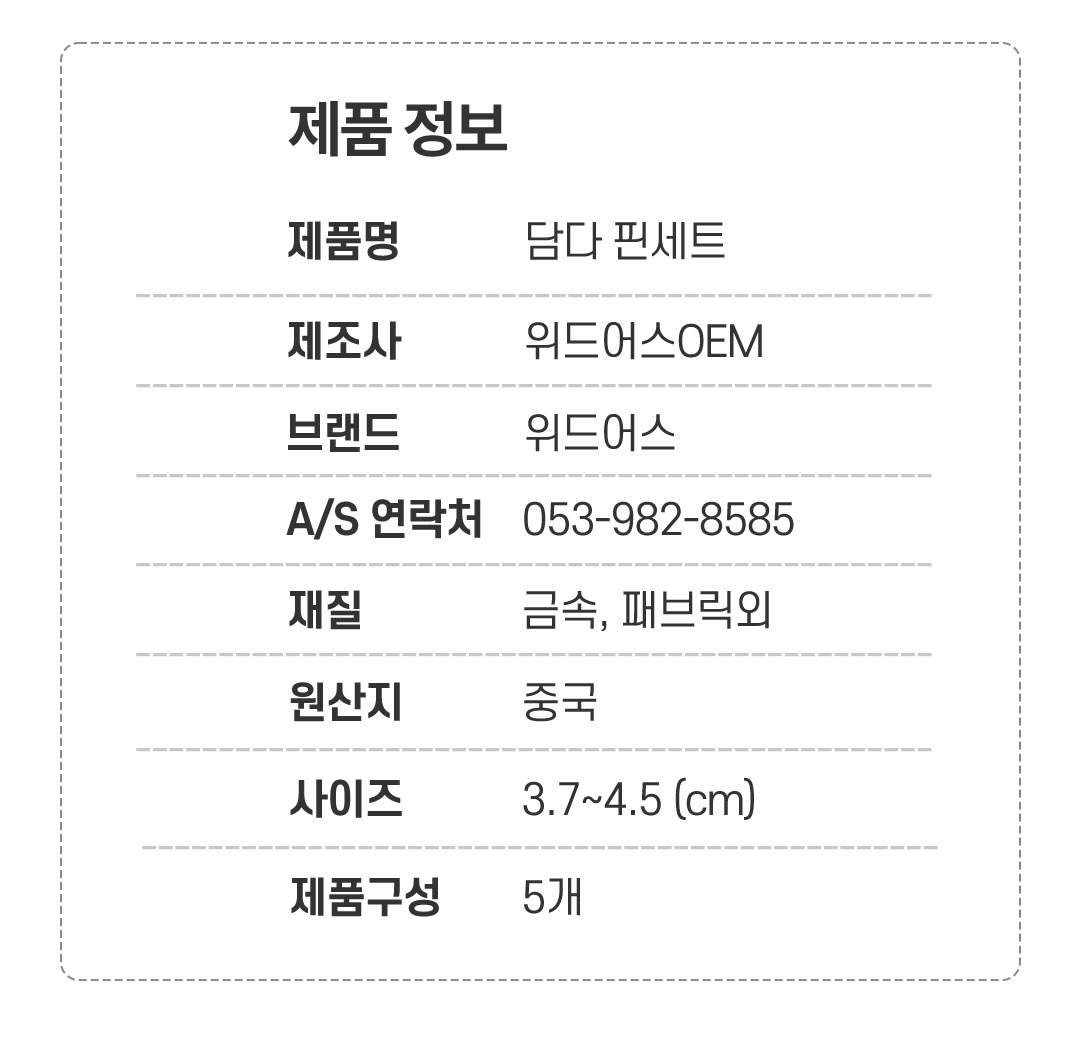 제품 정보
제품명 담다 핀세트
제조사 위드어스OEM
브랜드 위드어스
A/S 연락처 053-982-8585
재질 금속, 패브릭외
원산지 중국
사이즈 3.7~4.5 (cm)
제품구성 5개